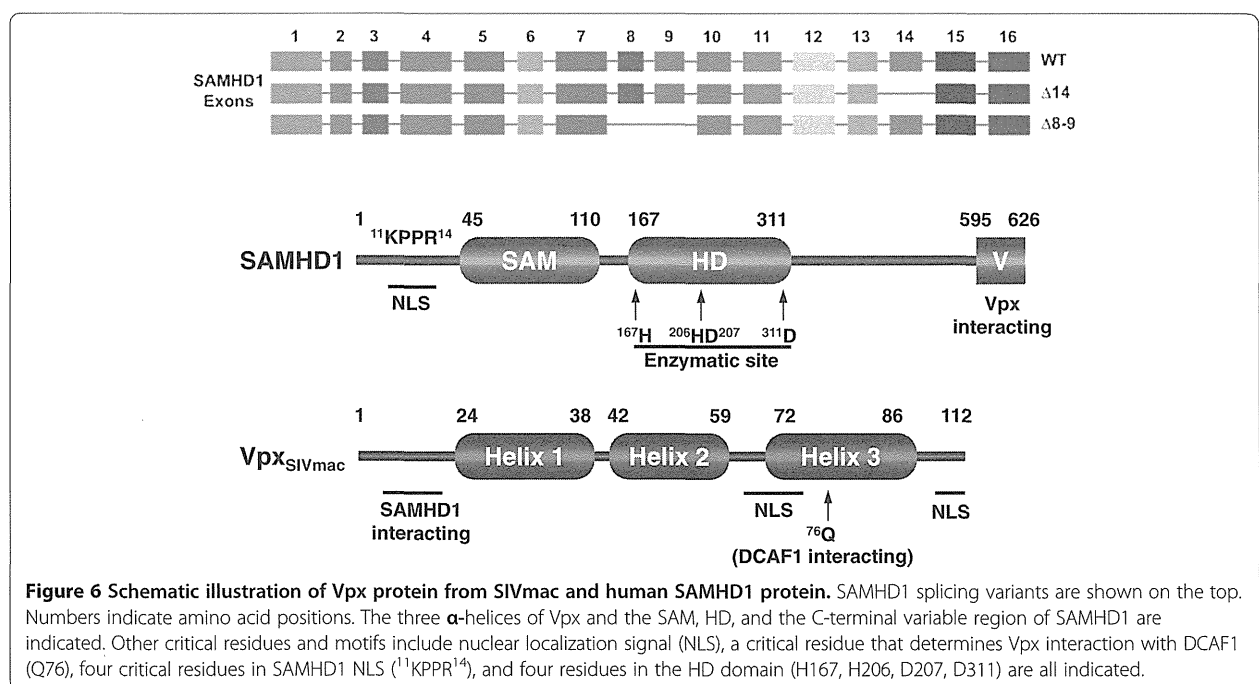 1 2 3 4 5 6 7 8 9 10 11 12 13 14 15 16
WT
SAMHD1
Exons
Δ14
Δ8-9
1 ¹¹KPPR¹⁴ 45 110 167 311 595 626
SAMHD1 SAM HD V
NLS
Vpx
interacting
¹⁶⁷H ²⁰⁶HD²⁰⁷ ³¹¹D
Enzymatic site
1 24 38 42 59 72 86 112
VpxSIVmac Helix 1 Helix 2 Helix 3
SAMHD1
interacting
NLS NLS
⁷⁶Q
(DCAF1 interacting)
Figure 6 Schematic illustration of Vpx protein from SIVmac and human SAMHD1 protein. SAMHD1 splicing variants are shown on the top.
Numbers indicate amino acid positions. The three α-helices of Vpx and the SAM, HD, and the C-terminal variable region of SAMHD1 are
indicated. Other critical residues and motifs include nuclear localization signal (NLS), a critical residue that determines Vpx interaction with DCAF1
(Q76), four critical residues in SAMHD1 NLS (¹¹KPPR¹⁴), and four residues in the HD domain (H167, H206, D207, D311) are all indicated.